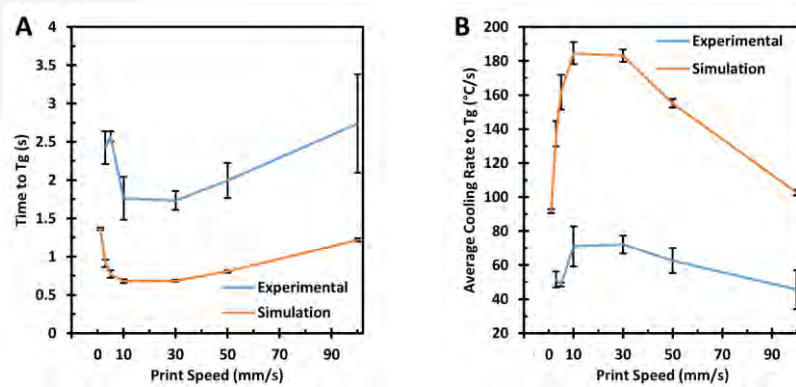 A
4
3.5
3
2.5
2
1.5
1
0.5
0
Time to Tg (s)
Experimental
Simulation
0 10 30 50 70 90
Print Speed (mm/s)
B
200
180
160
140
120
100
80
60
40
20
Average Cooling Rate to Tg (°C/s)
Experimental
Simulation
0 10 30 50 70 90
Print Speed (mm/s)